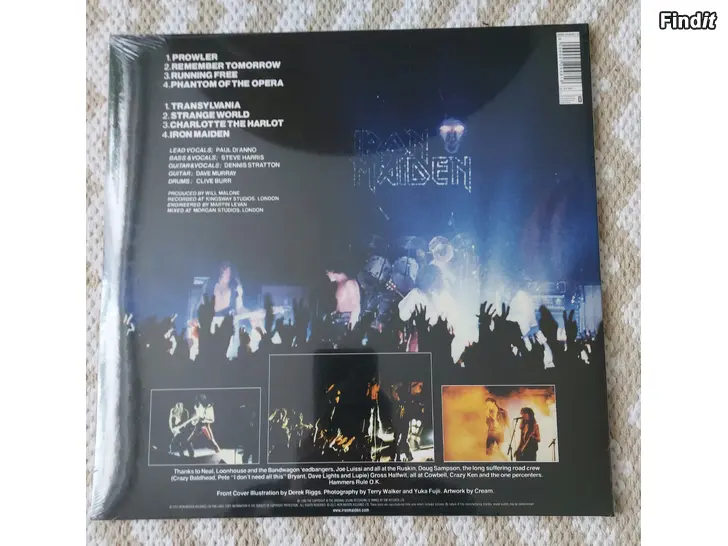 Findit
1. PROWLER
2. REMEMBER TOMORROW
3. RUNNING FREE
4. PHANTOM OF THE OPERA
1. TRANSYLVANIA
2. STRANGE WORLD
3. CHARLOTTE THE HARLOT
4. IRON MAIDEN
LEAD VOCALS; PAUL DI'ANNO
BASS & VOCALS; STEVE HARRIS
GUITAR & VOCALS; DENNIS STRATTON
GUITAR; DAVE MURRAY
DRUMS; CLIVE BURR
PRODUCED BY WILL MALONE
RECORDED AT KINGSWAY STUDIOS. LONDON
ENGINEERED BY MARTIN LEVAN
MIXED AT MORGAN STUDIOS. LONDON
IRON
MAIDEN
Thanks to Neal, Loonhouse and the Bandwagon 'eadbangers, Joe Luissi and all at the Ruskin, Doug Sampson, the long suffering road crew
(Crazy Baldhead, Pete "I don't need all this" Bryant, Dave Lights and Lupie) Gross Halfwit, all at Cowbell, Crazy Ken and the one percenters.
Hammers Rule O.K.
Front Cover Illustration by Derek Riggs. Photography by Terry Walker and Yuka Fujii. Artwork by Cream.
www.ironmaiden.com